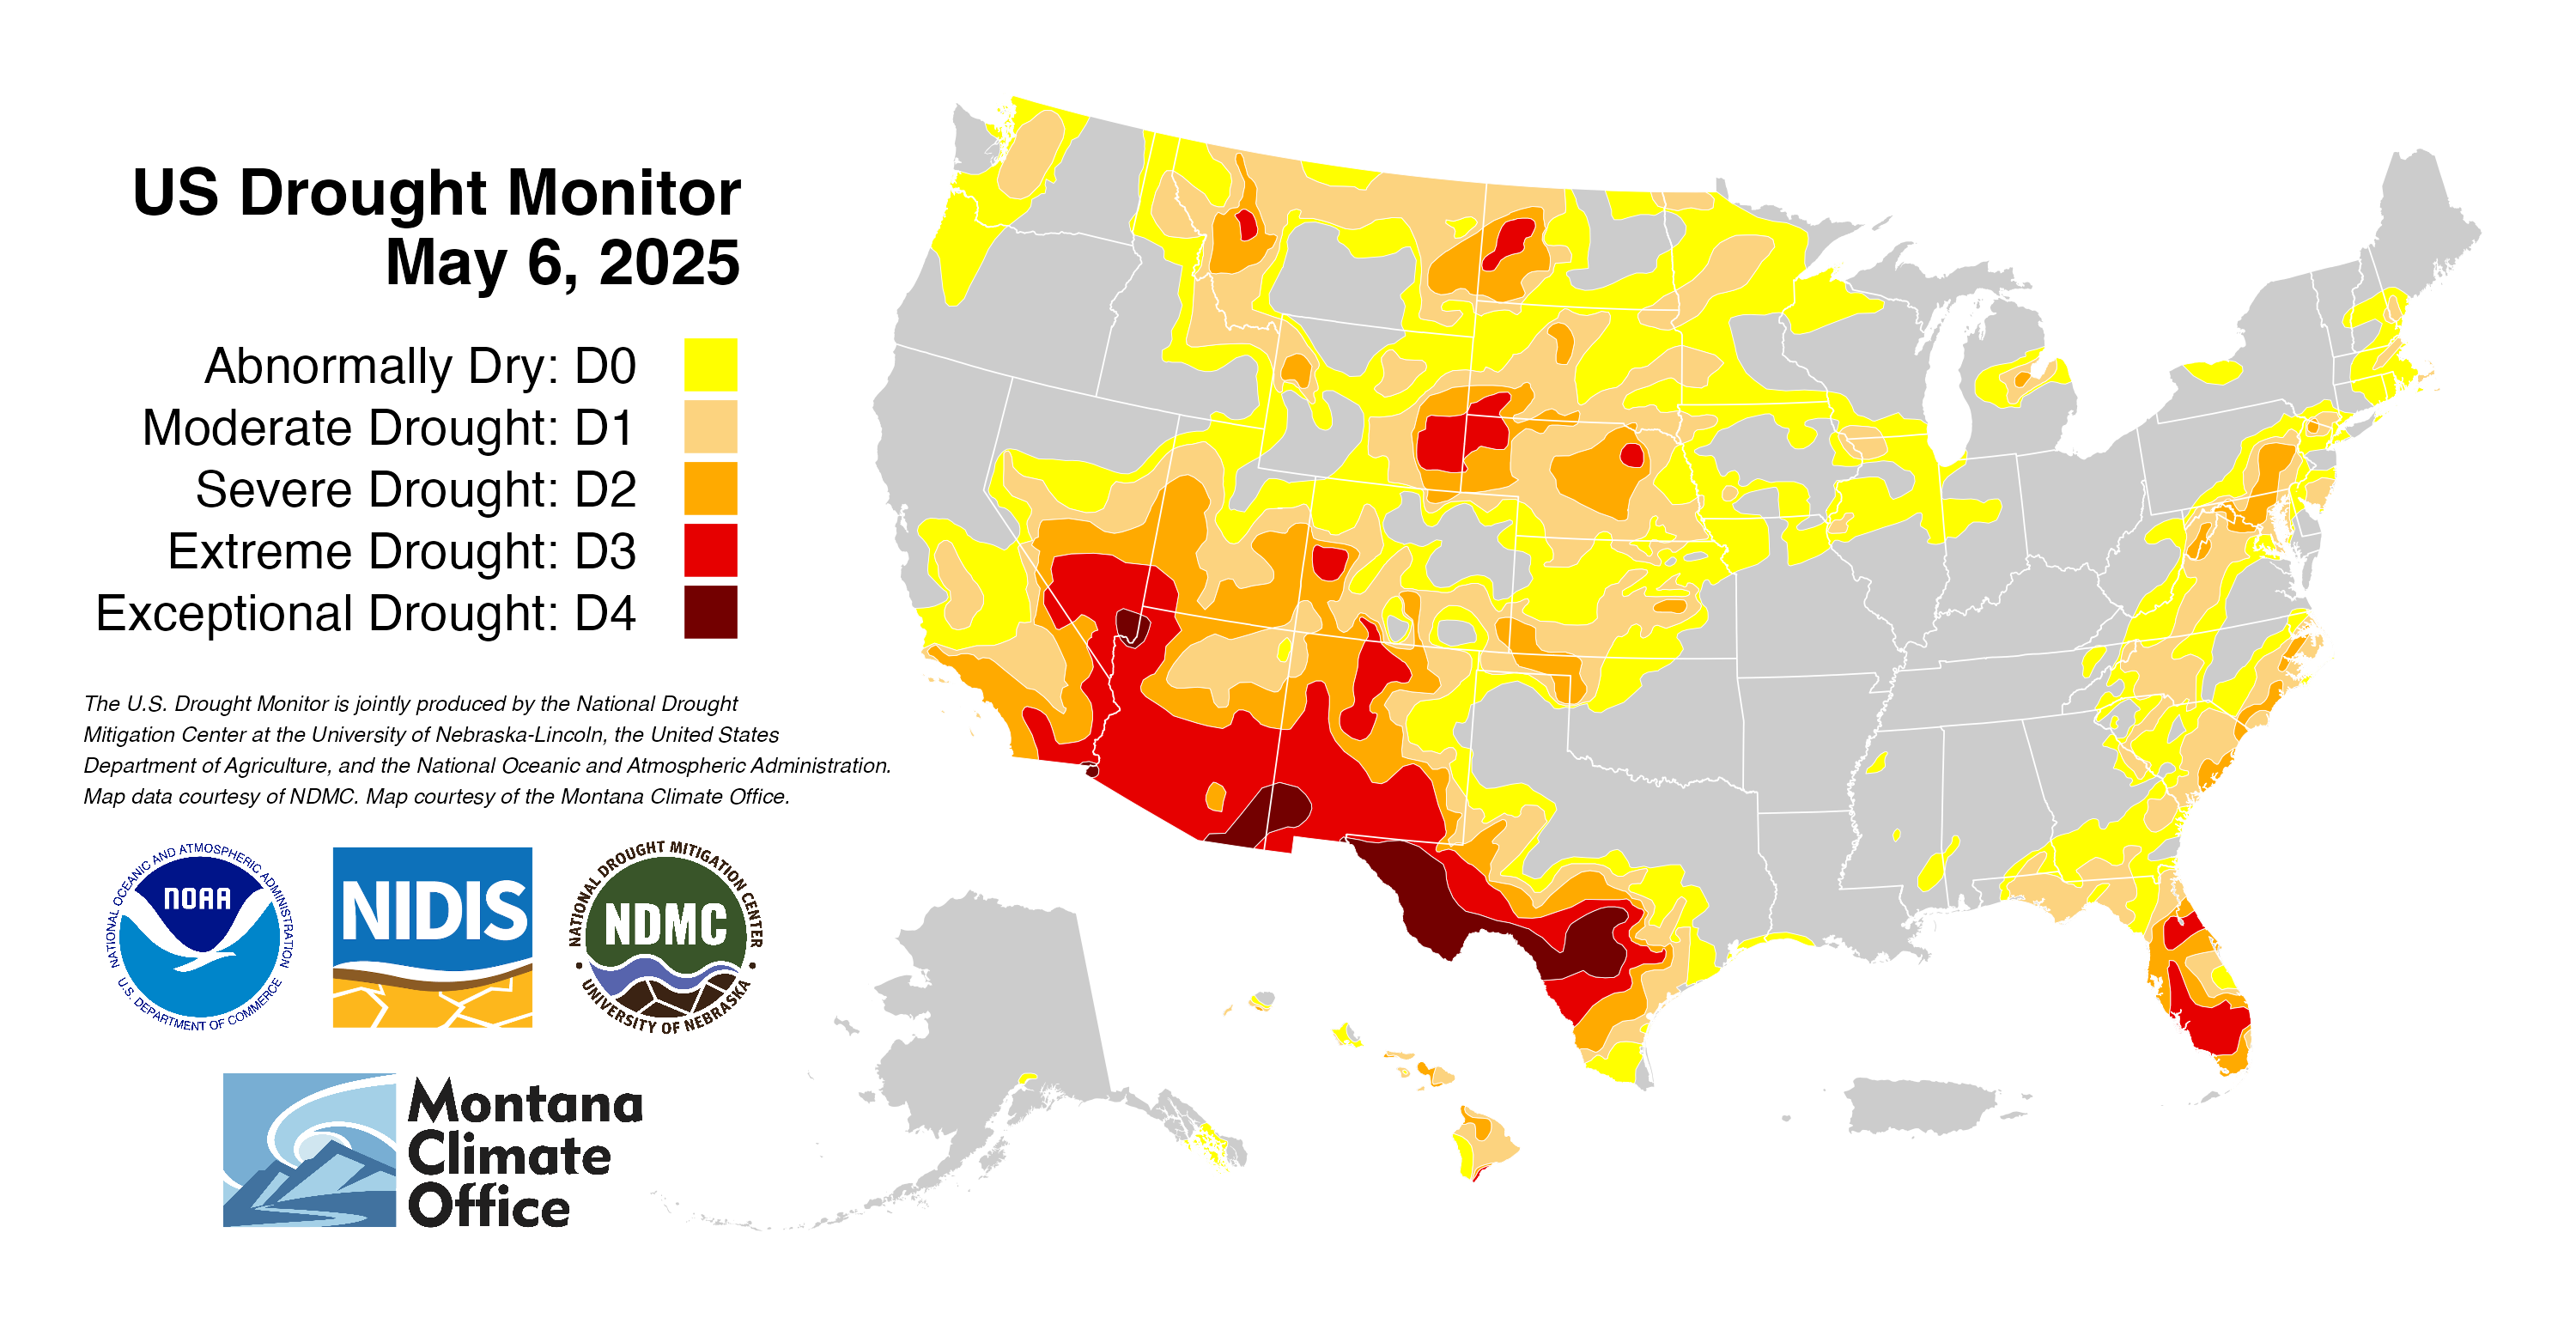 US Drought Monitor
May 6, 2025
Abnormally Dry: D0
Moderate Drought: D1
Severe Drought: D2
Extreme Drought: D3
Exceptional Drought: D4
The U.S. Drought Monitor is jointly produced by the National Drought
Mitigation Center at the University of Nebraska-Lincoln, the United States
Department of Agriculture, and the National Oceanic and Atmospheric Administration.
Map data courtesy of NDMC. Map courtesy of the Montana Climate Office.
NATIONAL OCEANIC AND ATMOSPHERIC ADMINISTRATION
NOAA
U.S. DEPARTMENT OF COMMERCE
NIDIS
NATIONAL DROUGHT MITIGATION CENTER
NDMC
UNIVERSITY OF NEBRASKA
Montana
Climate
Office